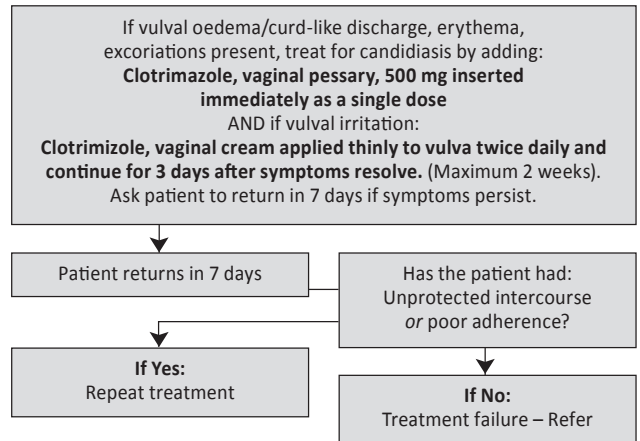 If vulval oedema/curd-like discharge, erythema,
excoriations present, treat for candidiasis by adding:
Clotrimazole, vaginal pessary, 500 mg inserted
immediately as a single dose
AND if vulval irritation:
Clotrimizole, vaginal cream applied thinly to vulva twice daily and
continue for 3 days after symptoms resolve. (Maximum 2 weeks).
Ask patient to return in 7 days if symptoms persist.
Patient returns in 7 days
Has the patient had:
Unprotected intercourse
or poor adherence?
If Yes:
Repeat treatment
If No:
Treatment failure – Refer